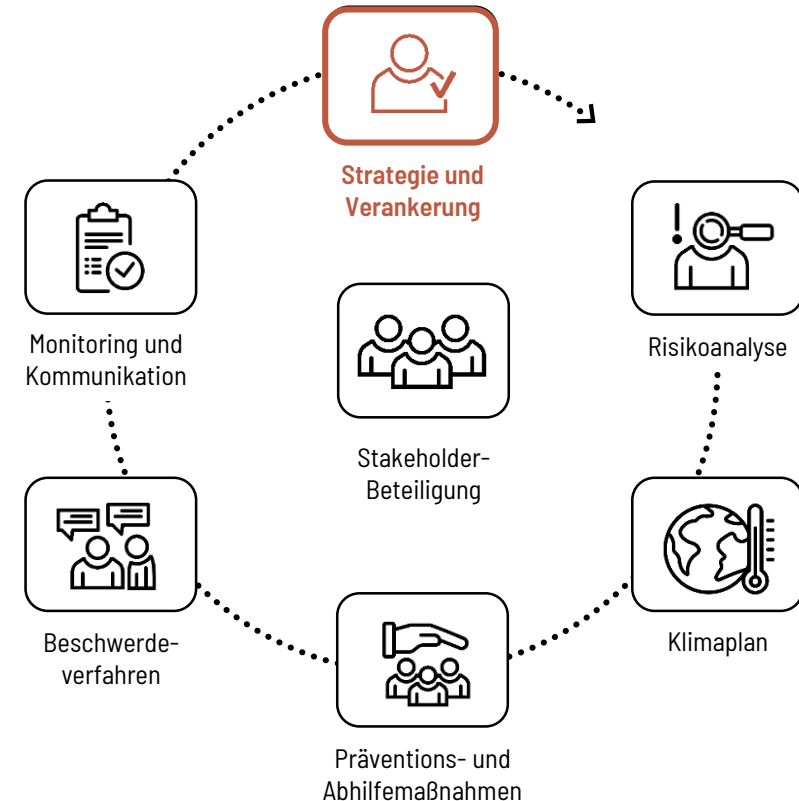 Strategie und
Verankerung
Monitoring und
Kommunikation
Risikoanalyse
Stakeholder-
Beteiligung
Beschwerde-
verfahren
Klimaplan
Präventions- und
Abhilfemaßnahmen